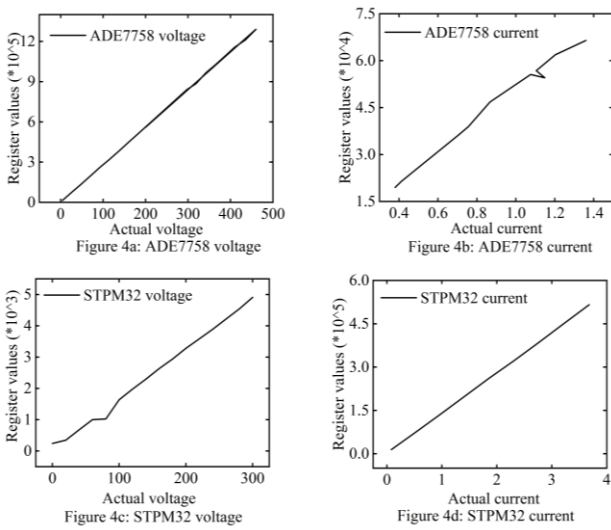 12
9
6
3
0
Register values (*10^5)
ADE7758 voltage
0 100 200 300 400 500
Actual voltage
Figure 4a: ADE7758 voltage
7.5
6.0
4.5
3.0
1.5
Register values (*10^4)
ADE7758 current
0.4 0.6 0.8 1.0 1.2 1.4
Actual current
Figure 4b: ADE7758 current
5
4
3
2
1
0
Register values (*10^3)
STPM32 voltage
0 100 200 300
Actual voltage
Figure 4c: STPM32 voltage
6.0
4.5
3.0
1.5
0.0
Register values (*10^5)
STPM32 current
0 1 2 3 4
Actual current
Figure 4d: STPM32 current